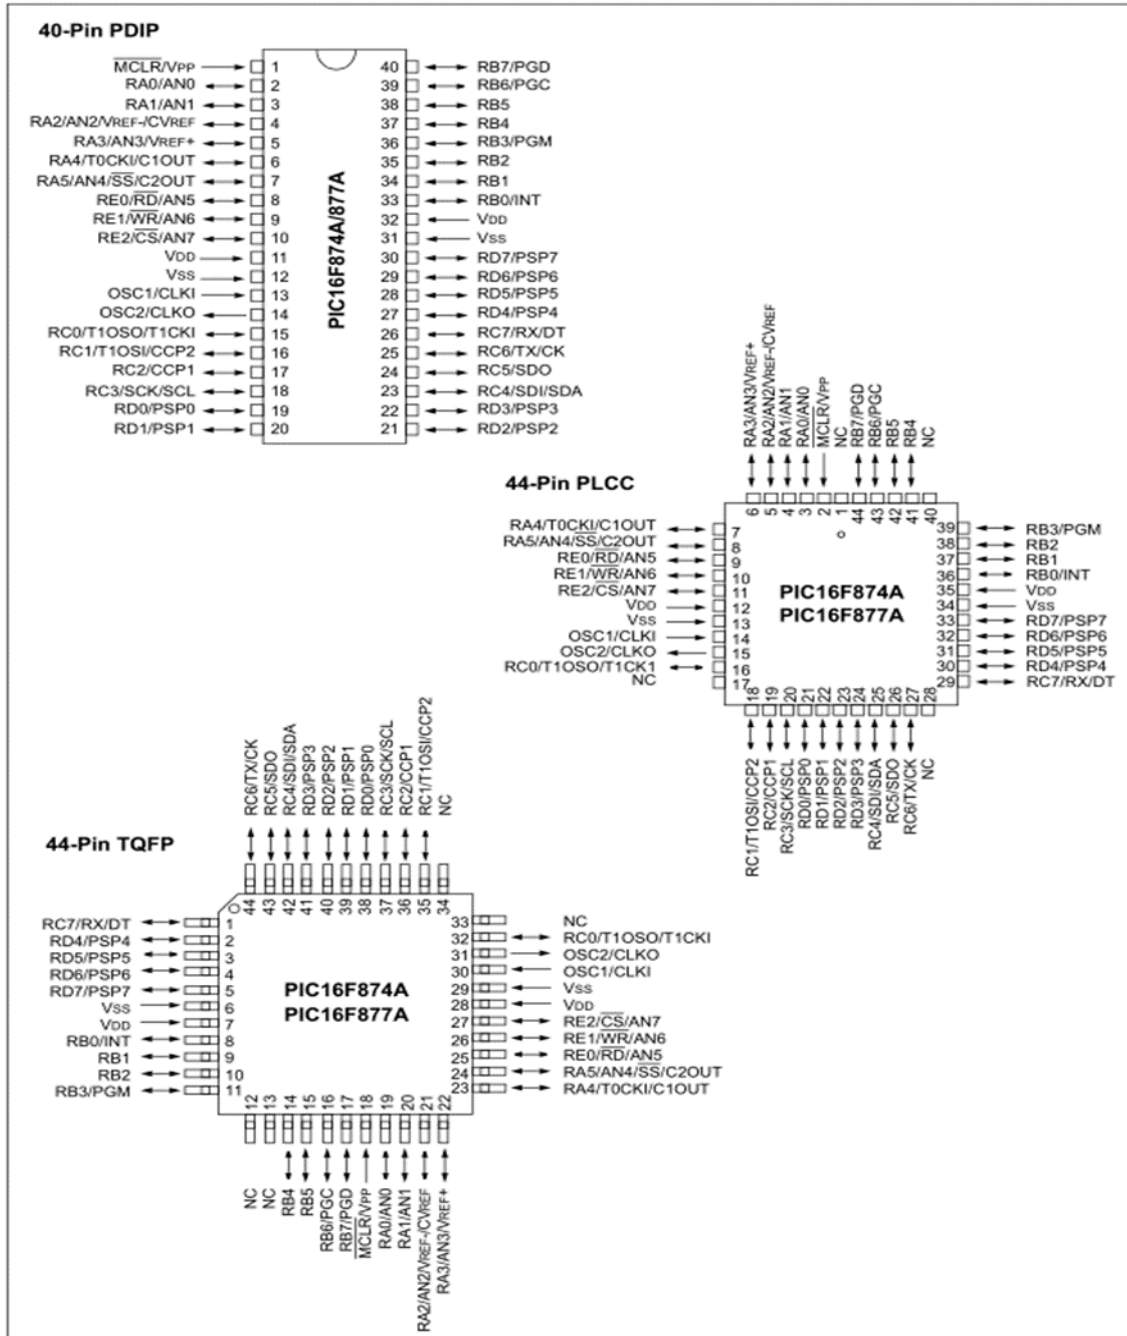 40-Pin PDIP
MCLR/VPP 1 40 RB7/PGD
RA0/AN0 2 39 RB6/PGC
RA1/AN1 3 38 RB5
RA2/AN2/VREF-/CVREF 4 37 RB4
RA3/AN3/VREF+ 5 36 RB3/PGM
RA4/T0CKI/C1OUT 6 35 RB2
RA5/AN4/SS/C2OUT 7 34 RB1
RE0/RD/AN5 8 33 RB0/INT
RE1/WR/AN6 9 32 VDD
RE2/CS/AN7 10 31 VSS
VDD 11 30 RD7/PSP7
VSS 12 29 RD6/PSP6
OSC1/CLKI 13 28 RD5/PSP5
OSC2/CLKO 14 27 RD4/PSP4
RC0/T1OSO/T1CKI 15 26 RC7/RX/DT
RC1/T1OSI/CCP2 16 25 RC6/TX/CK
RC2/CCP1 17 24 RC5/SDO
RC3/SCK/SCL 18 23 RC4/SDI/SDA
RD0/PSP0 19 22 RD3/PSP3
RD1/PSP1 20 21 RD2/PSP2
PIC16F874A/877A
44-Pin PLCC
RA3/AN3/VREF+
RA2/AN2/VREF-/CVREF
RA1/AN1
RA0/AN0
MCLR/VPP
NC
RB7/PGD
RB6/PGC
RB5
RB4
NC
6 5 4 3 2 1 44 43 42 41 40
RA4/T0CKI/C1OUT 7 39 RB3/PGM
RA5/AN4/SS/C2OUT 8 38 RB2
RE0/RD/AN5 9 37 RB1
RE1/WR/AN6 10 36 RB0/INT
RE2/CS/AN7 11 35 VDD
VDD 12 34 VSS
VSS 13 33 RD7/PSP7
OSC1/CLKI 14 32 RD6/PSP6
OSC2/CLKO 15 31 RD5/PSP5
RC0/T1OSO/T1CK1 16 30 RD4/PSP4
NC 17 29 RC7/RX/DT
PIC16F874A
PIC16F877A
18 19 20 21 22 23 24 25 26 27 28
RC1/T1OSI/CCP2
RC2/CCP1
RC3/SCK/SCL
RD0/PSP0
RD1/PSP1
RD2/PSP2
RD3/PSP3
RC4/SDI/SDA
RC5/SDO
RC6/TX/CK
NC
44-Pin TQFP
RC6/TX/CK
RC5/SDO
RC4/SDI/SDA
RD3/PSP3
RD2/PSP2
RD1/PSP1
RD0/PSP0
RC3/SCK/SCL
RC2/CCP1
RC1/T1OSI/CCP2
NC
44 43 42 41 40 39 38 37 36 35 34
RC7/RX/DT 1 33 NC
RD4/PSP4 2 32 RC0/T1OSO/T1CKI
RD5/PSP5 3 31 OSC2/CLKO
RD6/PSP6 4 30 OSC1/CLKI
RD7/PSP7 5 29 VSS
VSS 6 28 VDD
VDD 7 27 RE2/CS/AN7
RB0/INT 8 26 RE1/WR/AN6
RB1 9 25 RE0/RD/AN5
RB2 10 24 RA5/AN4/SS/C2OUT
RB3/PGM 11 23 RA4/T0CKI/C1OUT
PIC16F874A
PIC16F877A
12 13 14 15 16 17 18 19 20 21 22
NC
NC
RB4
RB5
RB6/PGC
RB7/PGD
MCLR/VPP
RA0/AN0
RA1/AN1
RA2/AN2/VREF-/CVREF
RA3/AN3/VREF+